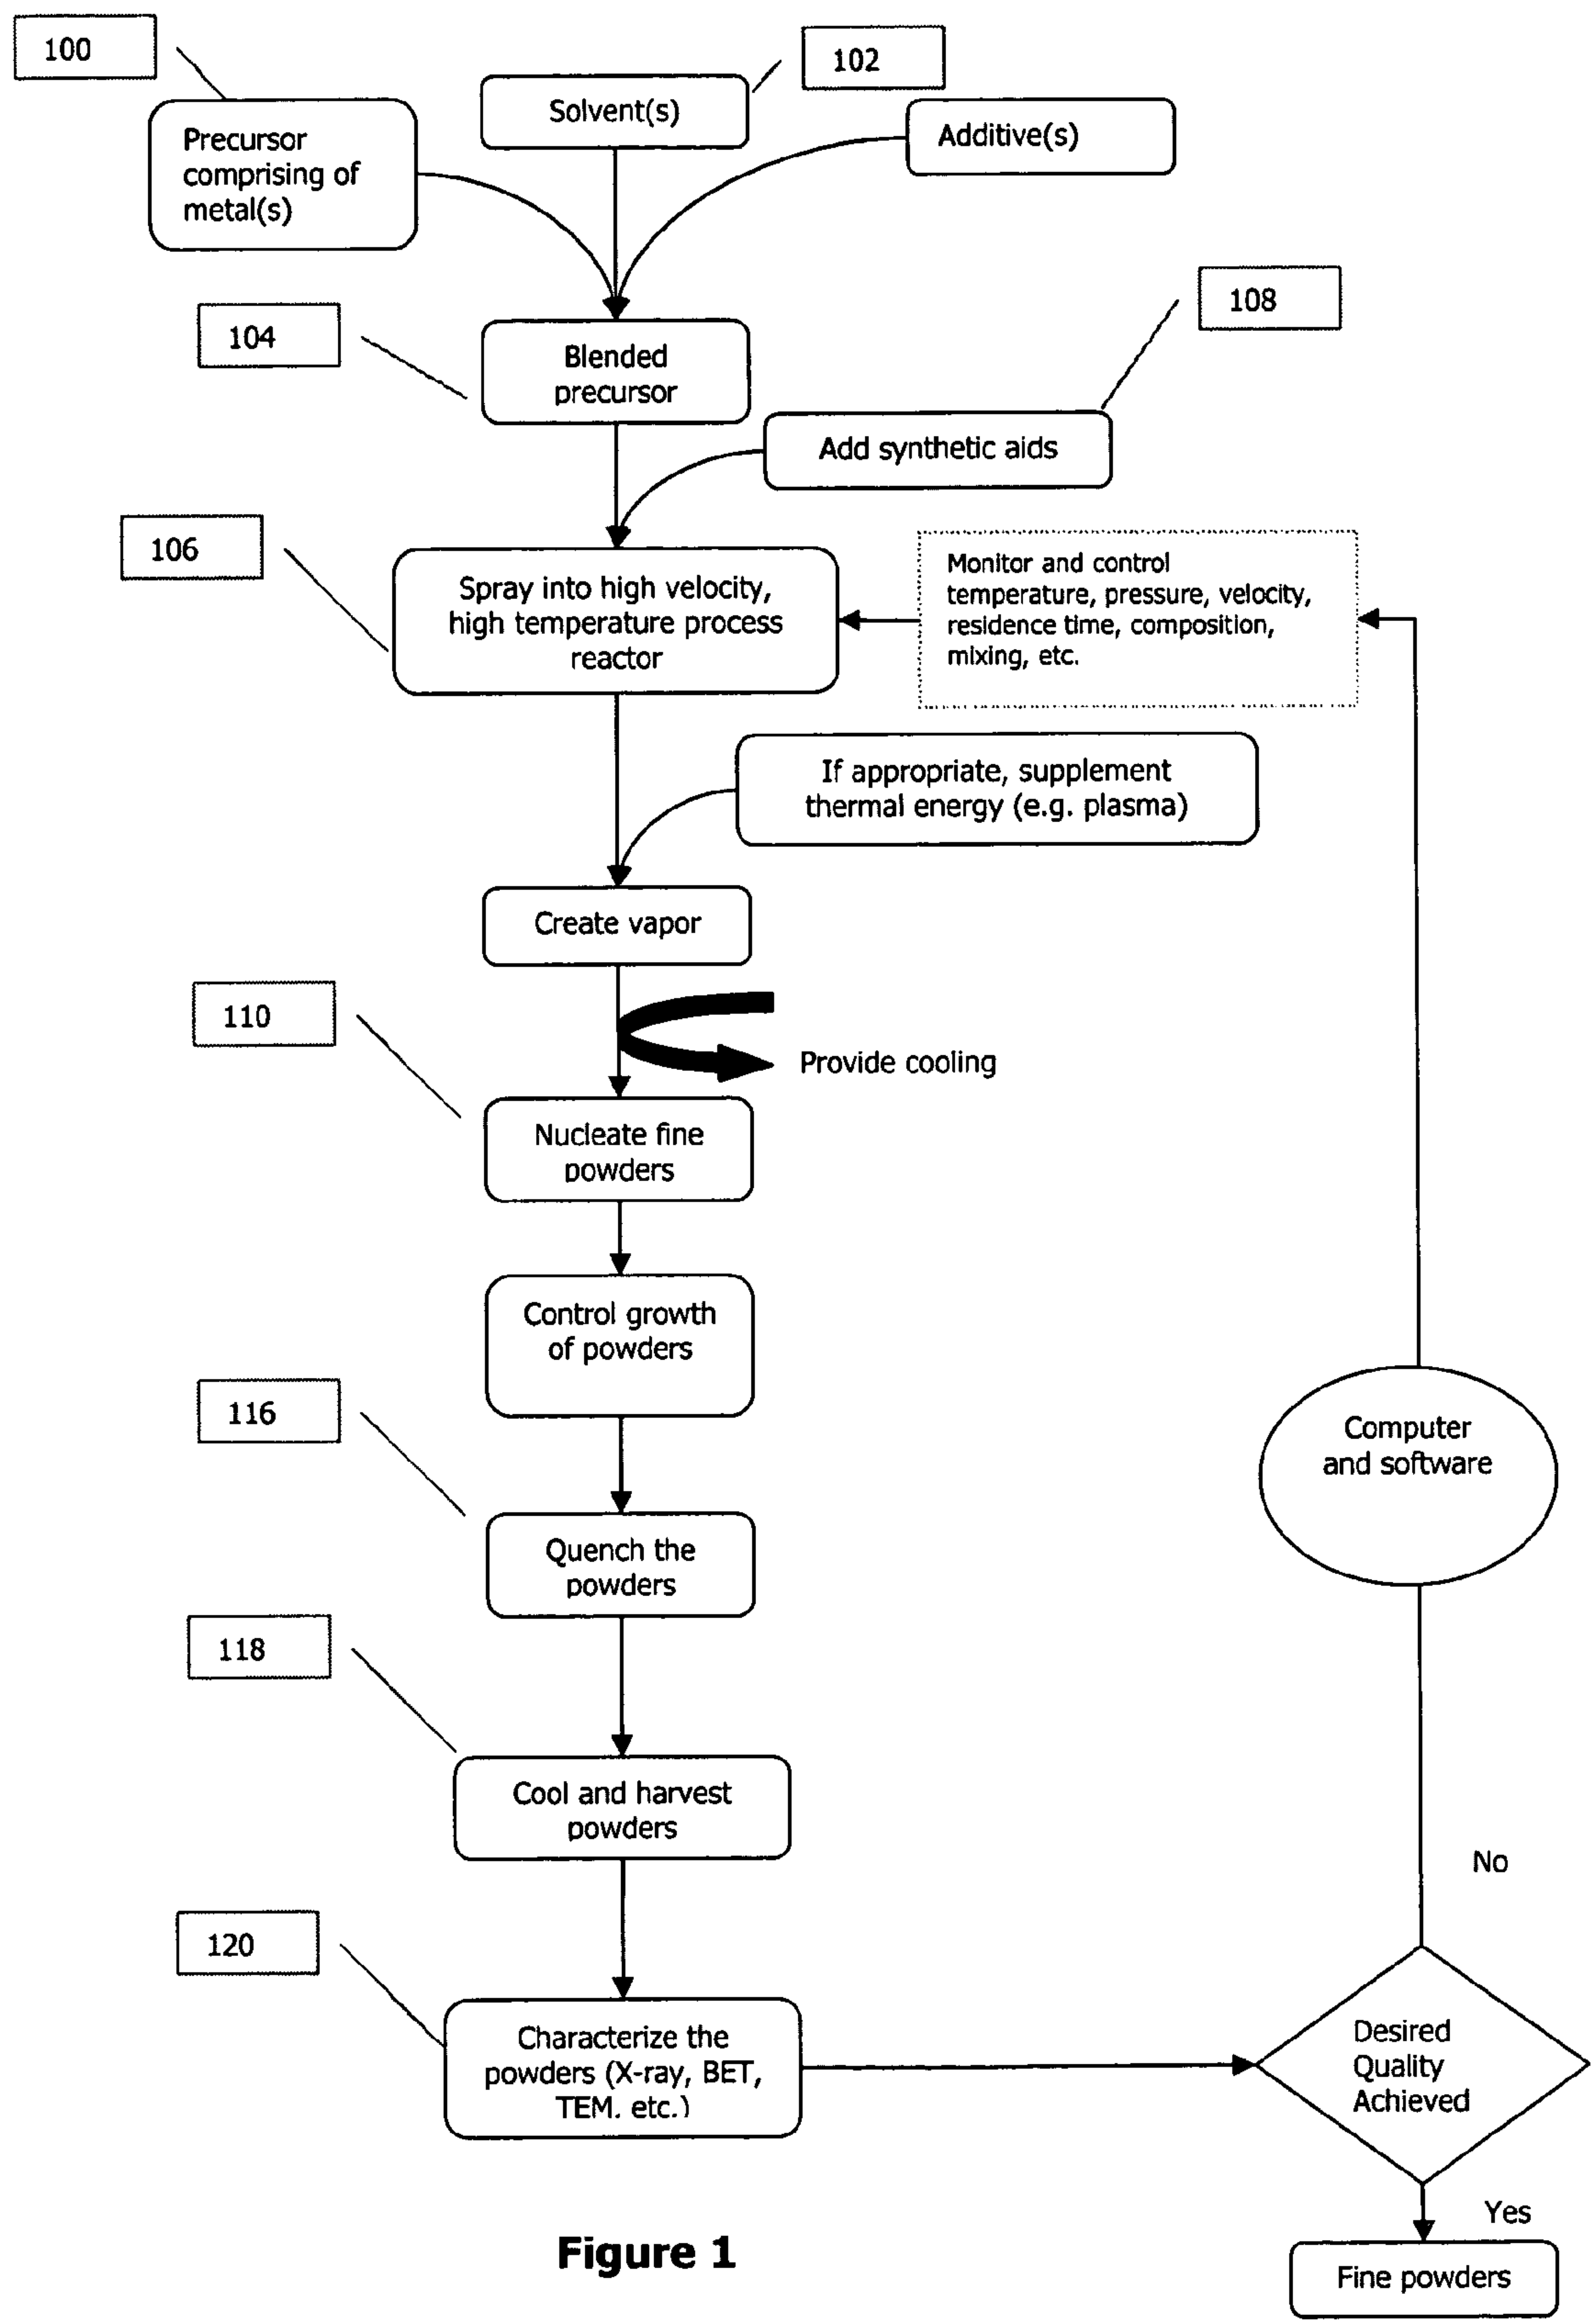 100
102
Solvent(s)
Additive(s)
Precursor
comprising of
metal(s)
108
104
Blended
precursor
Add synthetic aids
106
Spray into high velocity,
high temperature process
reactor
Monitor and control
temperature, pressure, velocity,
residence time, composition,
mixing, etc.
If appropriate, supplement
thermal energy (e.g. plasma)
Create vapor
110
Provide cooling
Nucleate fine
powders
Control growth
of powders
116
Computer
and software
Quench the
powders
118
Cool and harvest
powders
No
120
Characterize the
powders (X-ray, BET,
TEM. etc.)
Desired
Quality
Achieved
Yes
Figure 1
Fine powders